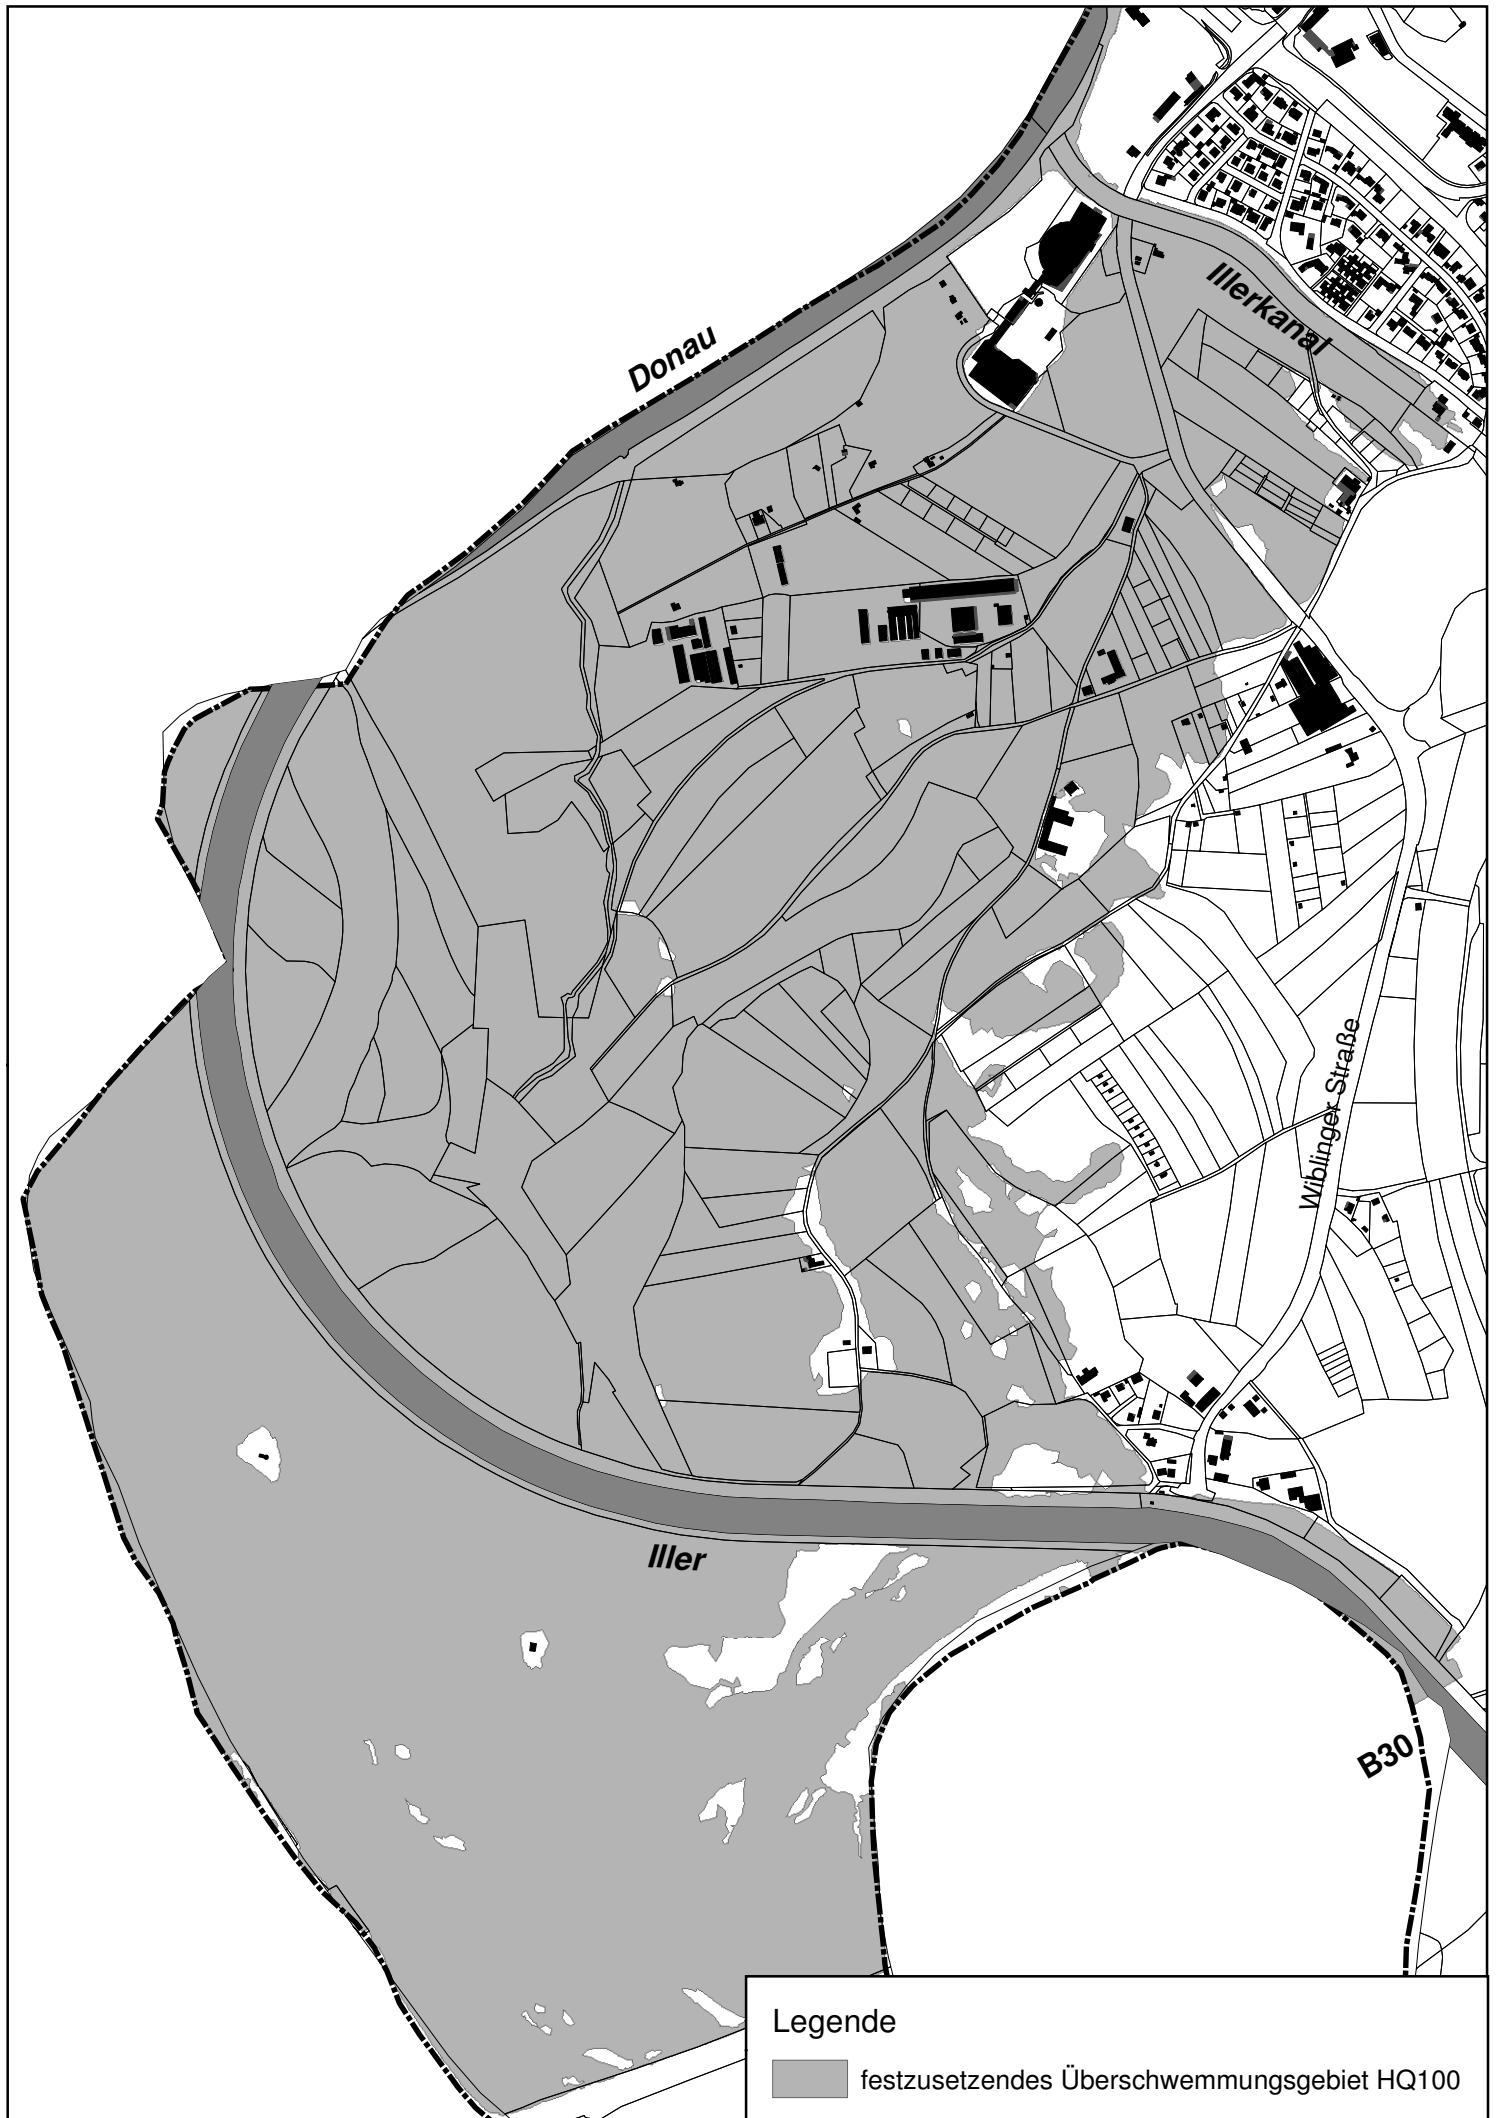 Illerkanal
Donau
Wiblinger Straße
Iller
B30
Legende
festzusetzendes Überschwemmungsgebiet HQ100